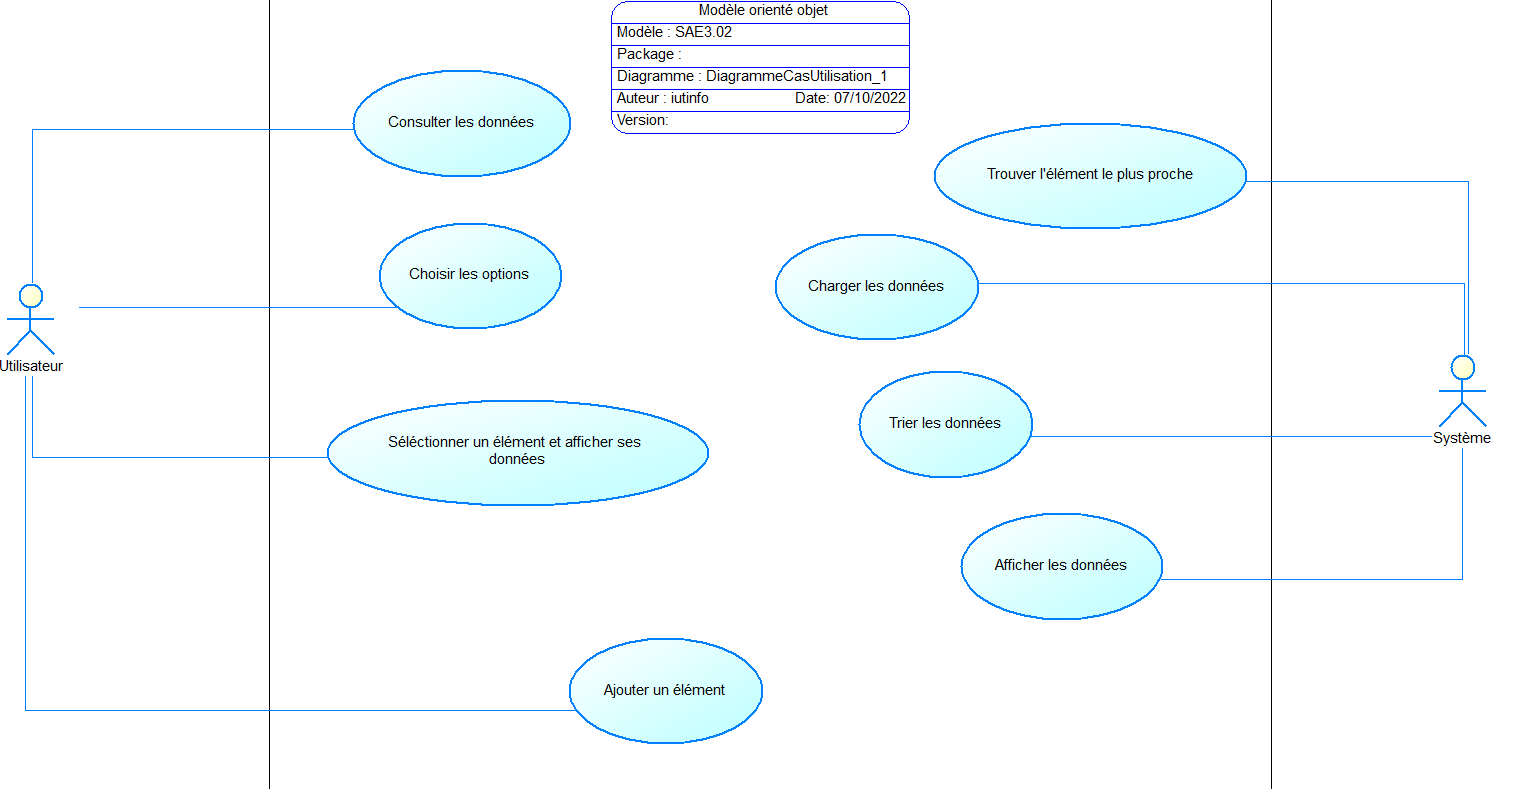 Modèle orienté objet
Modèle : SAE3.02
Package :
Diagramme : DiagrammeCasUtilisation_1
Auteur : iutinfo Date: 07/10/2022
Version:
Consulter les données
Trouver l'élément le plus proche
Choisir les options
Charger les données
Utilisateur
Trier les données
Système
Séléctionner un élément et afficher ses
données
Afficher les données
Ajouter un élément